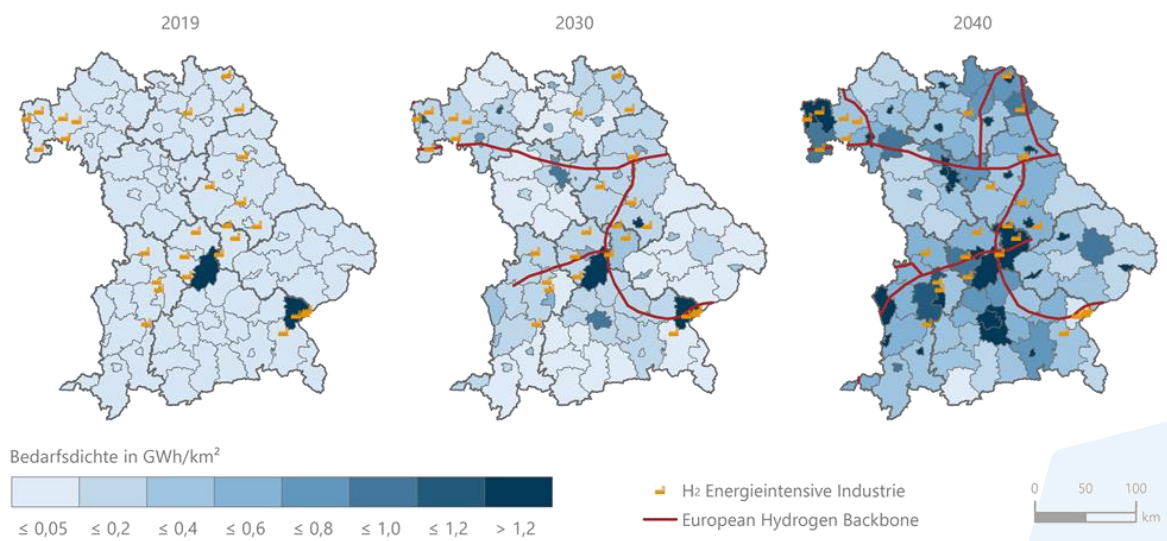 2019
2030
2040
Bedarfsdichte in GWh/km²
≤ 0,05 ≤ 0,2 ≤ 0,4 ≤ 0,6 ≤ 0,8 ≤ 1,0 ≤ 1,2 > 1,2
H2 Energieintensive Industrie
European Hydrogen Backbone
0 50 100
km